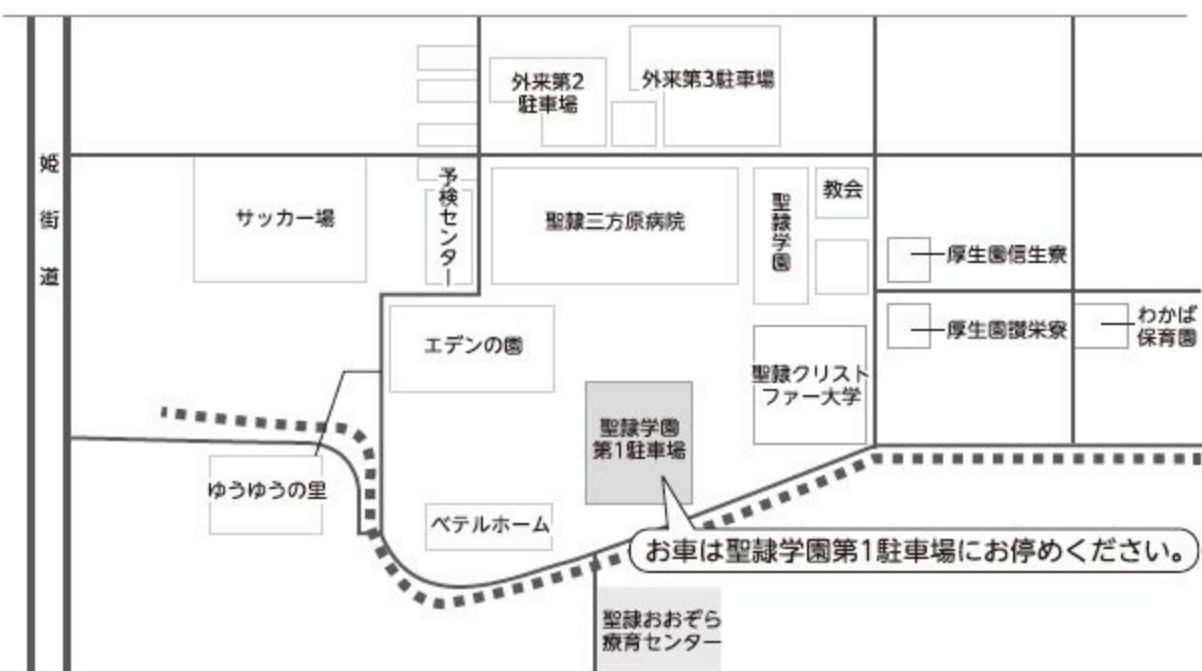 外来第2
駐車場
外来第3駐車場
姫街道
サッカー場
予検センター
聖隷三方原病院
聖隷学園
教会
厚生園信生寮
厚生園讃栄寮
わかば
保育園
エデンの園
聖隷クリスト
ファー大学
聖隷学園
第1駐車場
ゆうゆうの里
ベテルホーム
お車は聖隷学園第1駐車場にお停めください。
聖隷おおぞら
療育センター